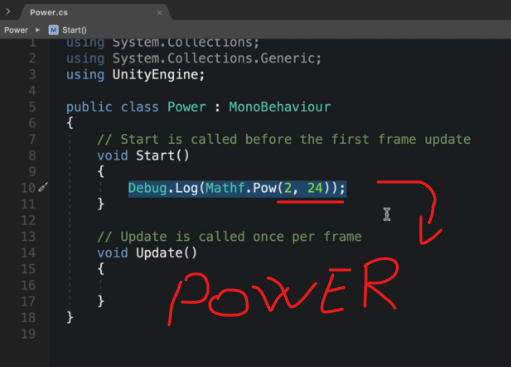 Power.cs
Power ▸ M Start()
1 using System.Collections;
2 using System.Collections.Generic;
3 using UnityEngine;
4
5 public class Power : MonoBehaviour
6 {
7 // Start is called before the first frame update
8 void Start()
9 {
10 Debug.Log(Mathf.Pow(2, 24));
11 }
12
13 // Update is called once per frame
14 void Update()
15 {
16
17 }
18 }
19
POWER